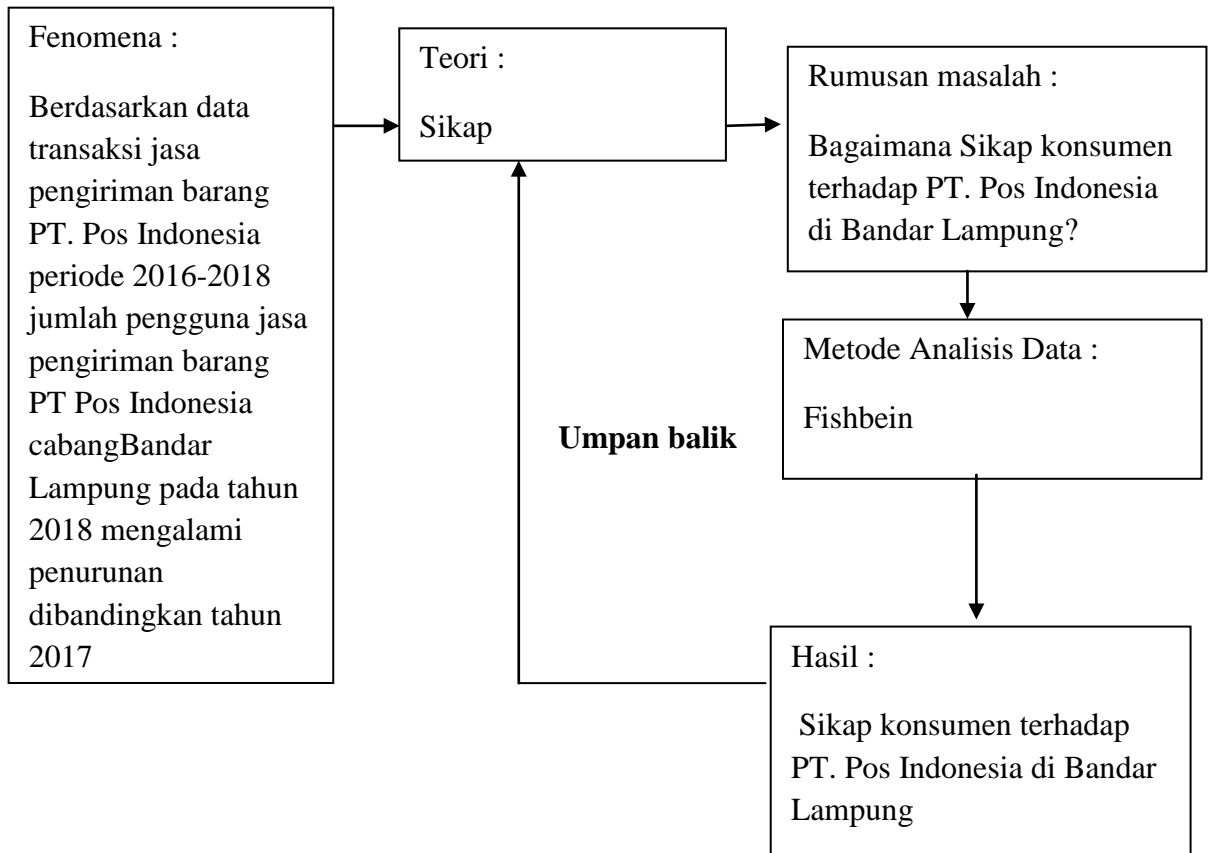 Fenomena :
Berdasarkan data
transaksi jasa
pengiriman barang
PT. Pos Indonesia
periode 2016-2018
jumlah pengguna jasa
pengiriman barang
PT Pos Indonesia
cabangBandar
Lampung pada tahun
2018 mengalami
penurunan
dibandingkan tahun
2017
Teori :
Sikap
Rumusan masalah :
Bagaimana Sikap konsumen
terhadap PT. Pos Indonesia
di Bandar Lampung?
Metode Analisis Data :
Fishbein
Umpan balik
Hasil :
Sikap konsumen terhadap
PT. Pos Indonesia di Bandar
Lampung